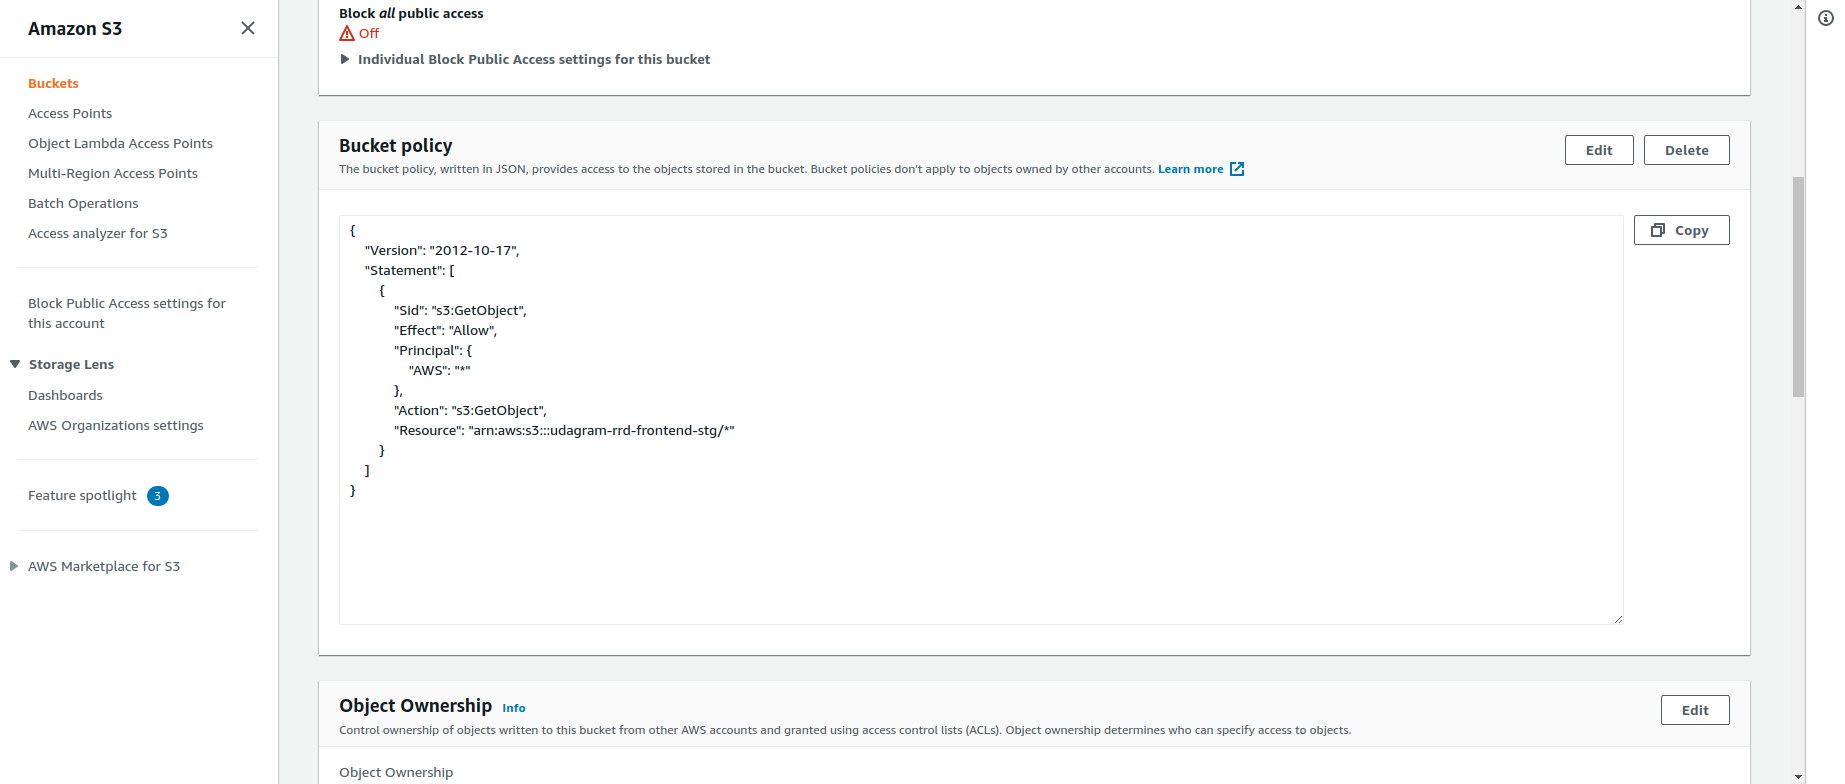 Amazon S3
Buckets
Access Points
Object Lambda Access Points
Multi-Region Access Points
Batch Operations
Access analyzer for S3
Block Public Access settings for
this account
Storage Lens
Dashboards
AWS Organizations settings
Feature spotlight 3
AWS Marketplace for S3
Block all public access
Off
Individual Block Public Access settings for this bucket
Bucket policy
Edit
Delete
The bucket policy, written in JSON, provides access to the objects stored in the bucket. Bucket policies don't apply to objects owned by other accounts. Learn more
Copy
{
"Version": "2012-10-17",
"Statement": [
{
"Sid": "s3:GetObject",
"Effect": "Allow",
"Principal": {
"AWS": "*"
},
"Action": "s3:GetObject",
"Resource": "arn:aws:s3:::udagram-rrd-frontend-stg/*"
}
]
}
Object Ownership Info
Edit
Control ownership of objects written to this bucket from other AWS accounts and granted using access control lists (ACLs). Object ownership determines who can specify access to objects.
Object Ownership